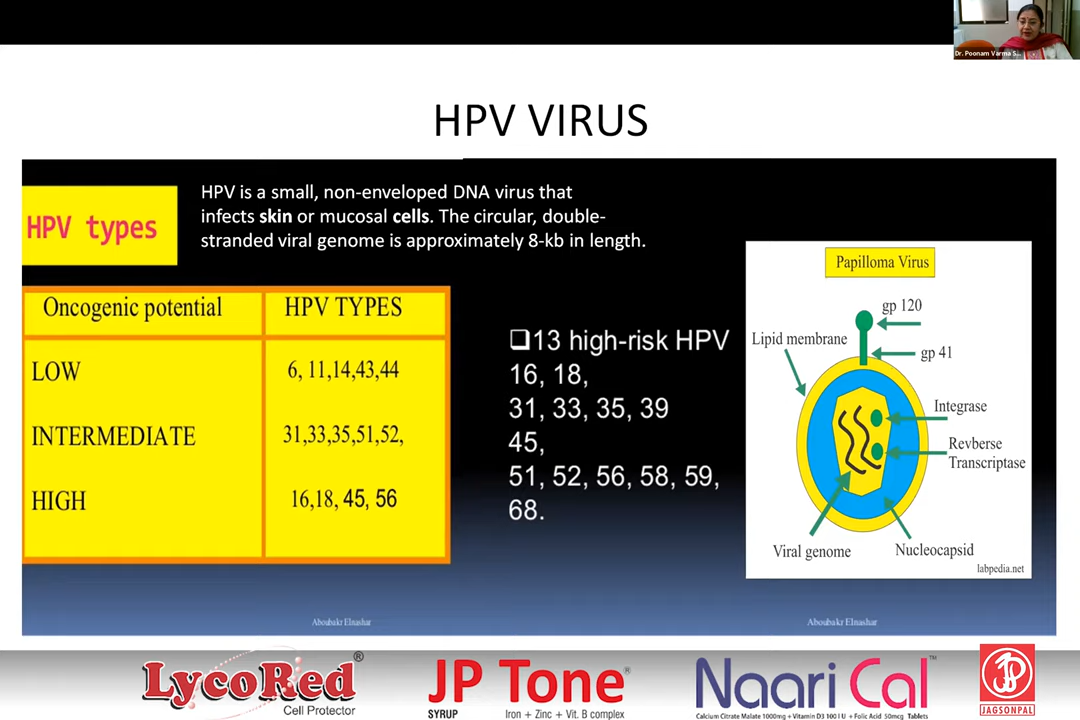 Dr. Poonam Varma S...
HPV VIRUS
HPV types
HPV is a small, non-enveloped DNA virus that
infects skin or mucosal cells. The circular, double-
stranded viral genome is approximately 8-kb in length.
Oncogenic potential HPV TYPES
LOW 6, 11,14,43,44
INTERMEDIATE 31,33,35,51,52,
HIGH 16,18, 45, 56
❑13 high-risk HPV
16, 18,
31, 33, 35, 39
45,
51, 52, 56, 58, 59,
68.
Papilloma Virus
gp 120
Lipid membrane
gp 41
Integrase
Revberse
Transcriptase
Viral genome
Nucleocapsid
labpedia.net
Aboubakr Elnashar
Aboubakr Elnashar
LycoRed®
Cell Protector
JP Tone®
SYRUP Iron + Zinc + Vit. B complex
Naari Cal™
Calcium Citrate Malate 1000mg + Vitamin D3 100 I U + Folic Acid 50mcg Tablets
JP
JAGSONPAL